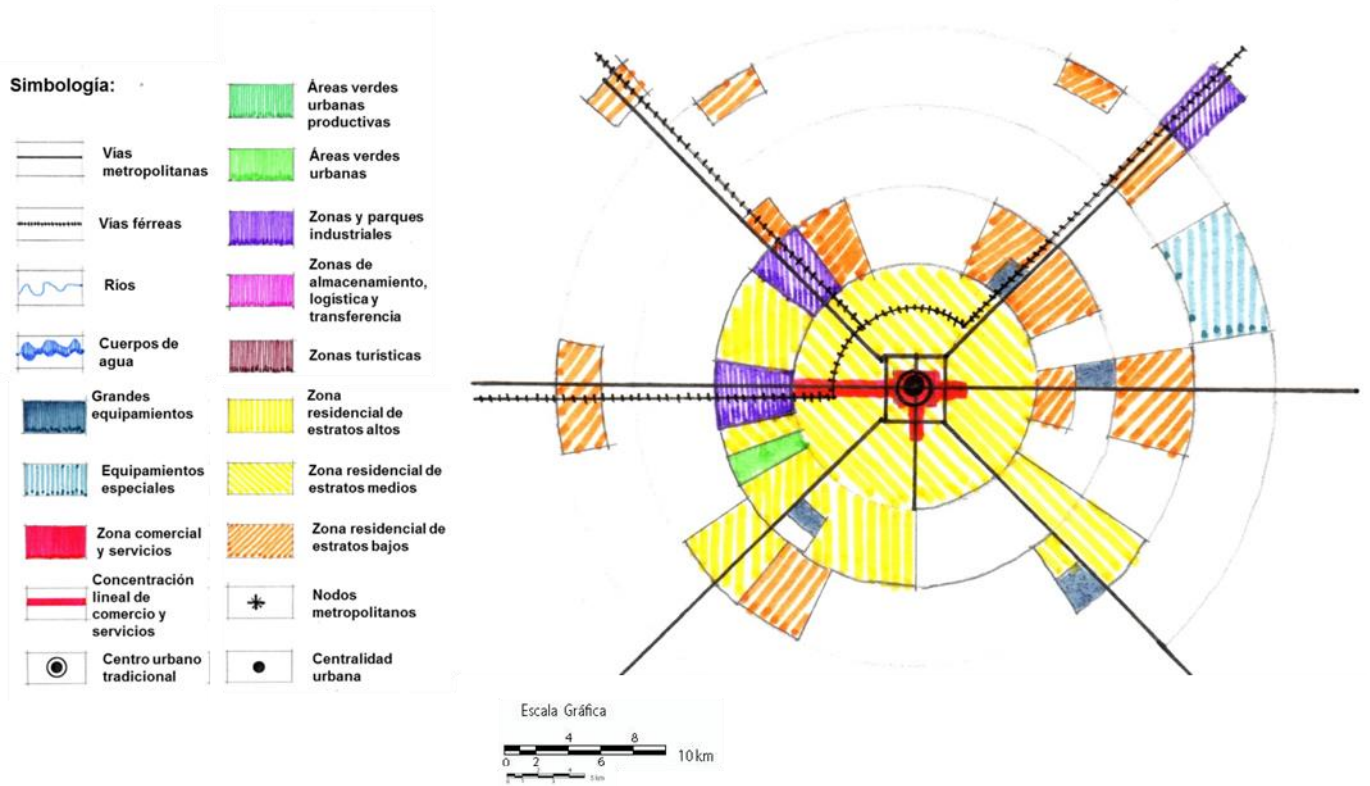 Simbología:
Vías
metropolitanas
Vías férreas
Ríos
Cuerpos de
agua
Grandes
equipamientos
Equipamientos
especiales
Zona comercial
y servicios
Concentración
lineal de
comercio y
servicios
Centro urbano
tradicional
Áreas verdes
urbanas
productivas
Áreas verdes
urbanas
Zonas y parques
industriales
Zonas de
almacenamiento,
logística y
transferencia
Zonas turísticas
Zona
residencial de
estratos altos
Zona residencial de
estratos medios
Zona residencial de
estratos bajos
Nodos
metropolitanos
Centralidad
urbana
Escala Gráfica
4 8
10 km
0 2 6